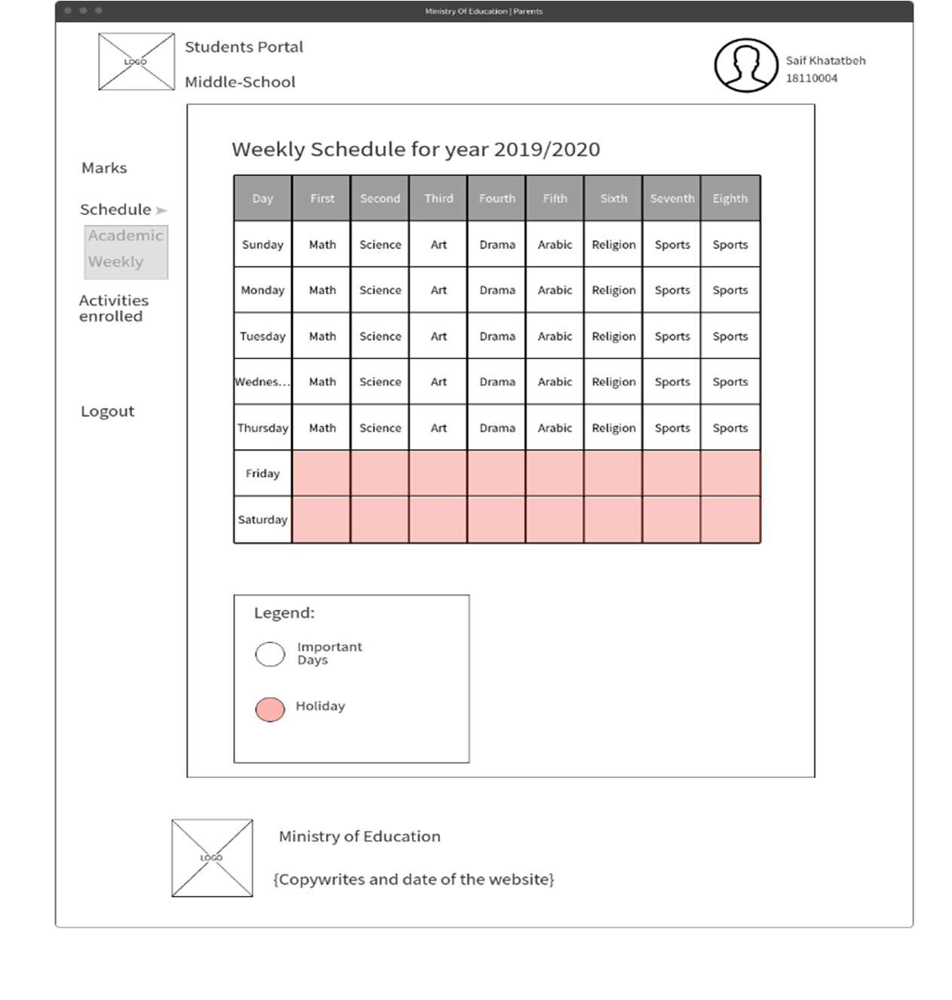 Ministry Of Education | Parents
LOGO
Students Portal
Middle-School
Saif Khatatbeh
18110004
Marks
Schedule
Academic
Weekly
Activities
enrolled
Logout
Weekly Schedule for year 2019/2020
Day First Second Third Fourth Fifth Sixth Seventh Eighth
Sunday Math Science Art Drama Arabic Religion Sports Sports
Monday Math Science Art Drama Arabic Religion Sports Sports
Tuesday Math Science Art Drama Arabic Religion Sports Sports
Wednes... Math Science Art Drama Arabic Religion Sports Sports
Thursday Math Science Art Drama Arabic Religion Sports Sports
Friday
Saturday
Legend:
Important
Days
Holiday
LOGO
Ministry of Education
{Copywrites and date of the website}